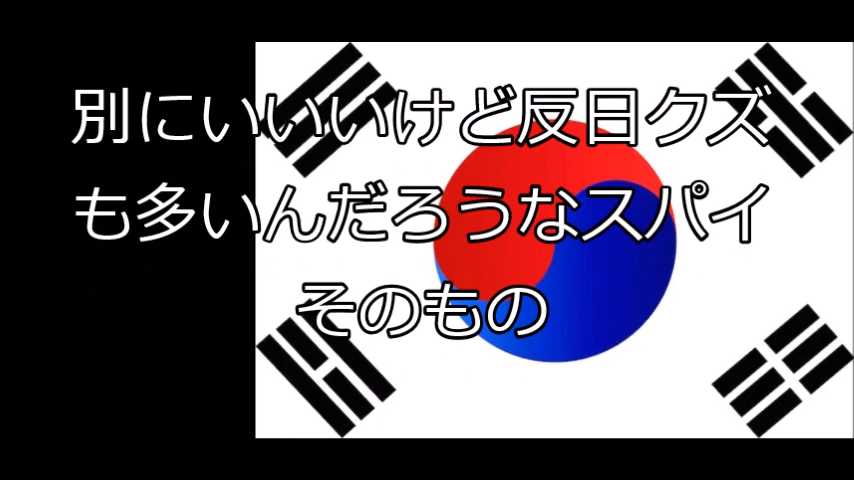 別にいいいけど反日クズ
も多いんだろうなスパイ
そのもの